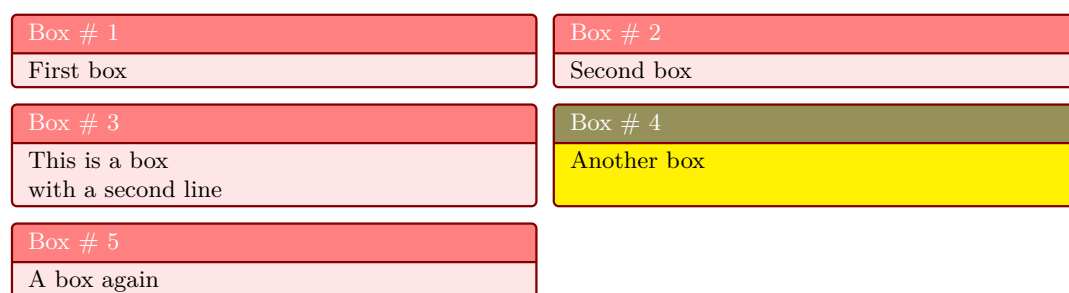 Box # 1
First box
Box # 2
Second box
Box # 3
This is a box
with a second line
Box # 4
Another box
Box # 5
A box again